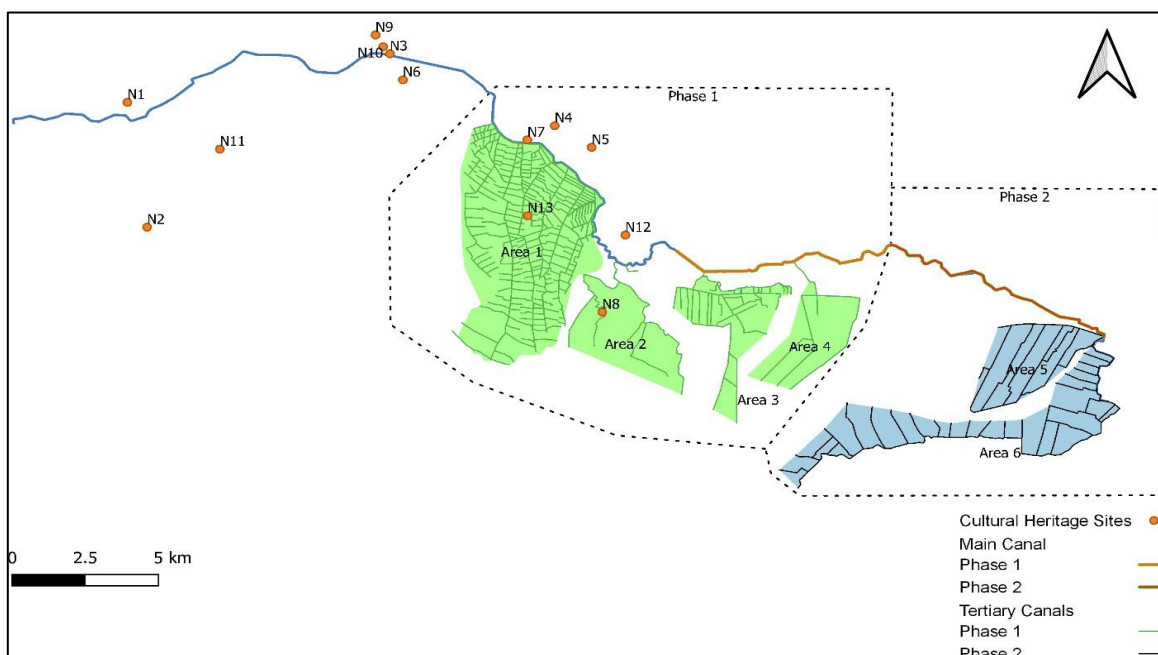 N9
N3
N10
N6
Phase 1
N1
N4
N7
N5
N11
Phase 2
N13
N2
N12
Area 1
N8
Area 2
Area 4
Area 5
Area 3
Area 6
0 2.5 5 km
Cultural Heritage Sites
Main Canal
Phase 1
Phase 2
Tertiary Canals
Phase 1
Phase 2